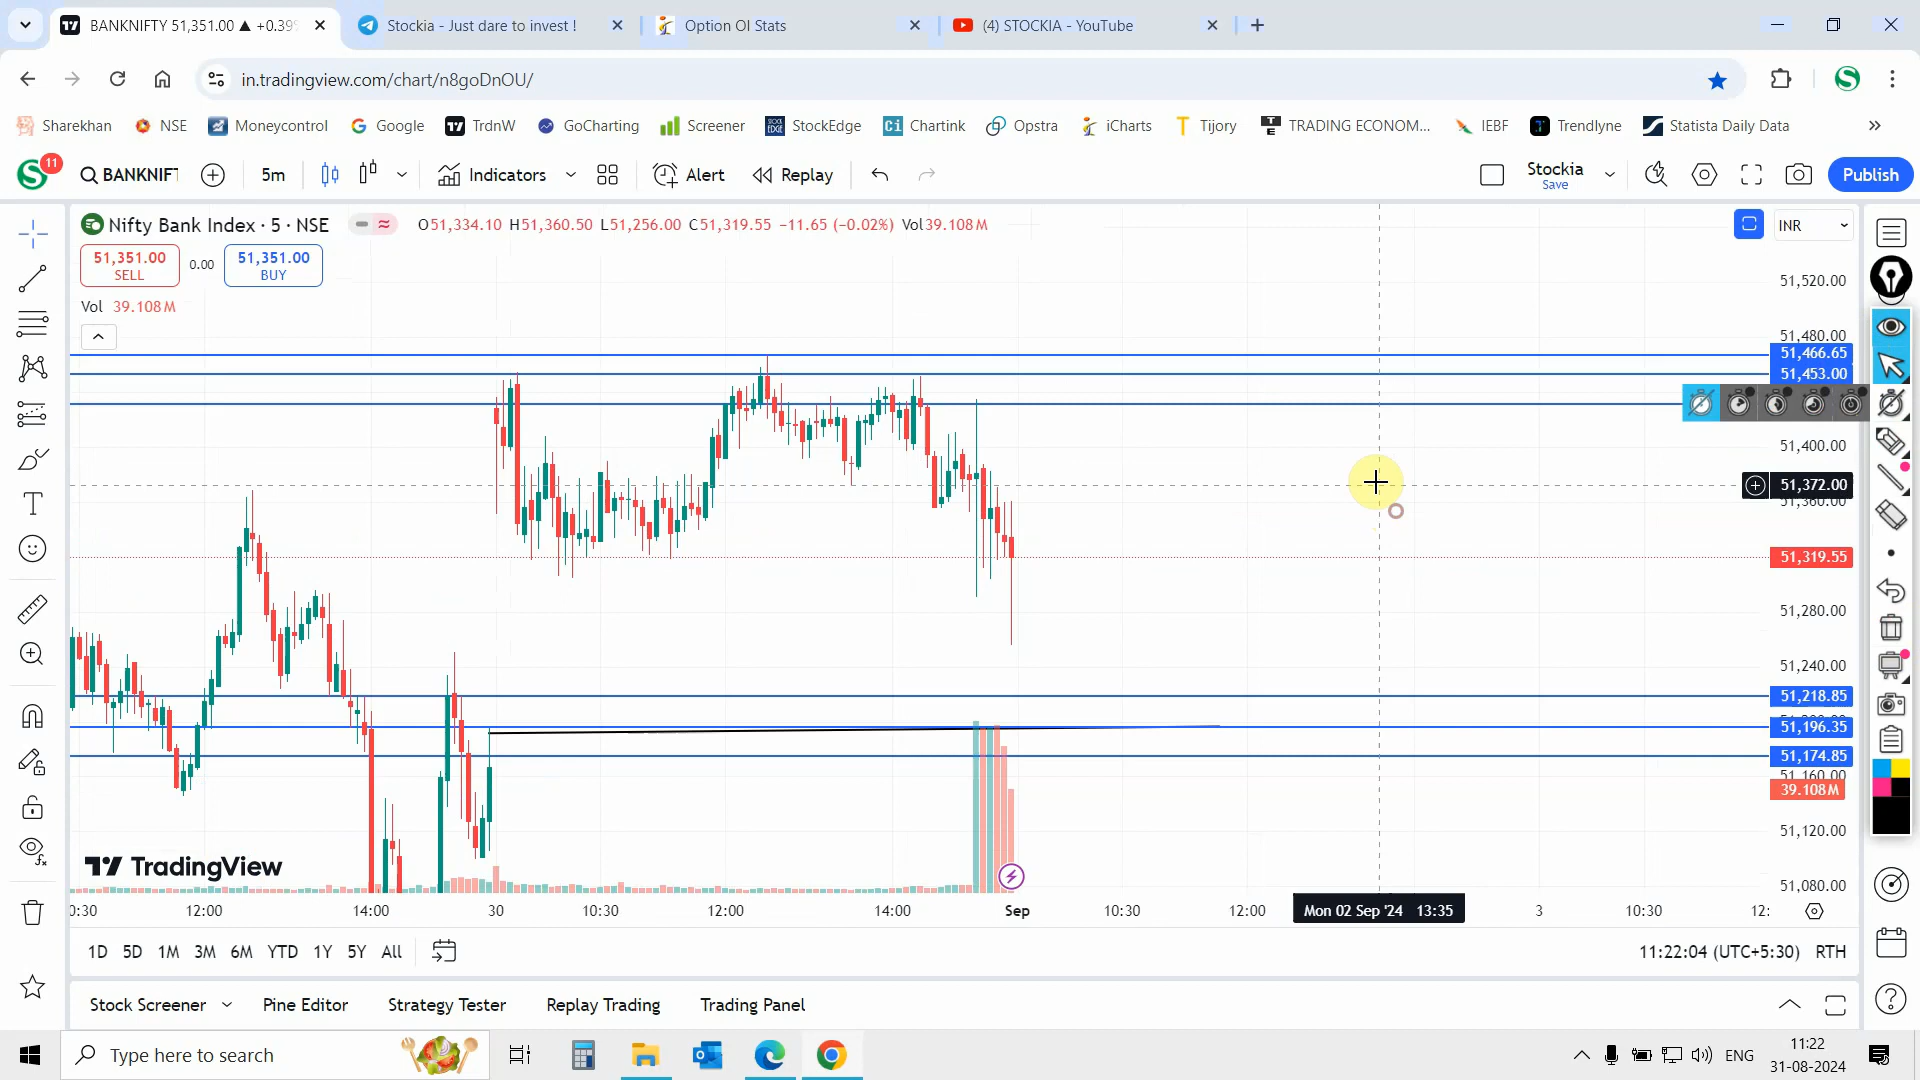 BANKNIFTY 51,351.00 ▲ +0.39%
Stockia - Just dare to invest !
Option OI Stats
(4) STOCKIA - YouTube
in.tradingview.com/chart/n8goDnOU/
Sharekhan
NSE
Moneycontrol
Google
TrdnW
GoCharting
Screener
StockEdge
Chartink
Opstra
iCharts
Tijory
TRADING ECONOM...
IEBF
Trendlyne
Statista Daily Data
11
BANKNIFT
5m
Indicators
Alert
Replay
Stockia
Save
Publish
Nifty Bank Index · 5 · NSE
O51,334.10 H51,360.50 L51,256.00 C51,319.55 −11.65 (−0.02%) Vol39.108M
INR
51,351.00
SELL
0.00
51,351.00
BUY
Vol 39.108M
51,520.00
51,480.00
51,466.65
51,453.00
51,400.00
51,372.00
51,360.00
51,319.55
51,280.00
51,240.00
51,218.85
51,196.35
51,174.85
51,160.00
39.108M
51,120.00
51,080.00
TradingView
0:30 12:00 14:00 30 10:30 12:00 14:00 Sep 10:30 12:00 Mon 02 Sep '24 13:35 3 10:30 12:
1D 5D 1M 3M 6M YTD 1Y 5Y All
11:22:04 (UTC+5:30) RTH
Stock Screener
Pine Editor
Strategy Tester
Replay Trading
Trading Panel
Type here to search
ENG
11:22
31-08-2024